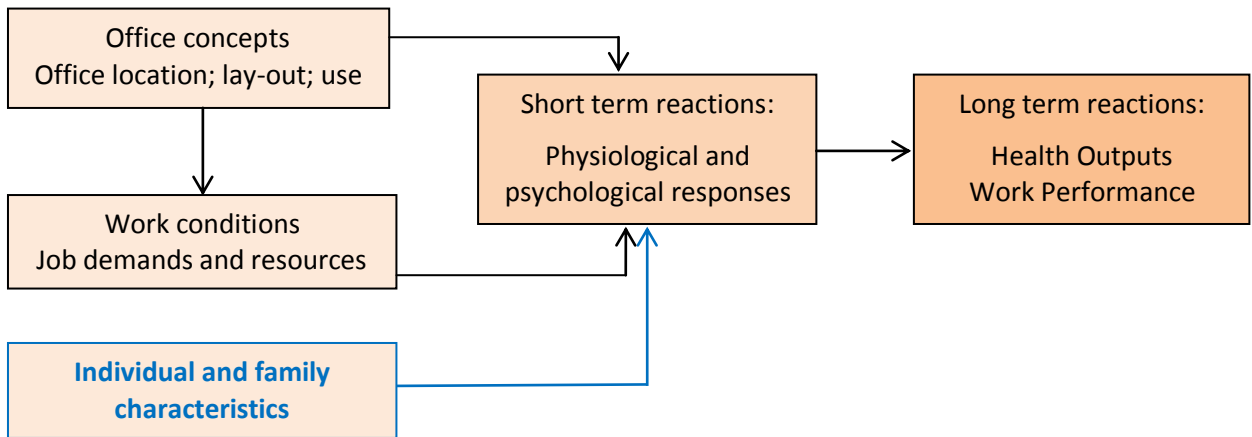 Office concepts
Office location; lay-out; use
Short term reactions:
Physiological and
psychological responses
Long term reactions:
Health Outputs
Work Performance
Work conditions
Job demands and resources
Individual and family
characteristics